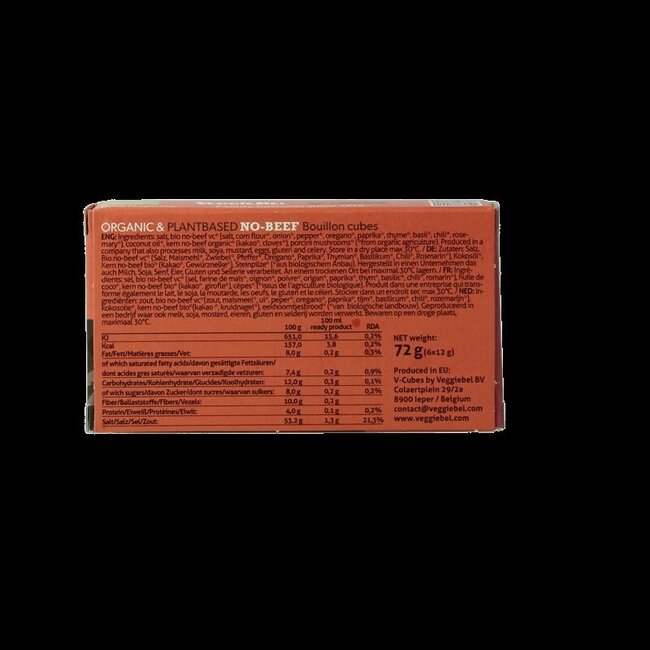 ORGANIC & PLANTBASED NO-BEEF Bouillon cubes
ENG: Ingredients: salt, bio no-beef vc® (salt, corn flour°, onion°, pepper°, oregano°, paprika°, thyme°, basil°, chili°, rose-
mary°), coconut oil°, kern no-beef organic° (kakao°, cloves°), porcini mushrooms (°from organic agriculture). Produced in a
company that also processes milk, soya, mustard, eggs, gluten and celery. Store in a dry place max 30°C. / DE: Zutaten: Salz,
Bio no-beef vc® (Salz, Maismehl°, Zwiebel°, Pfeffer°, Oregano°, Paprika°, Thymian°, Basilikum°, Chili°, Rosmarin°), Kokosöl°,
Kern no-beef bio° (Kakao°, Gewürznelke°), Steinpilze° (°aus biologischem Anbau). Hergestellt in einem Unternehmen das
auch Milch, Soja, Senf, Eier, Gluten und Sellerie verarbeitet. An einem trockenen Ort bei maximal 30°C lagern. / FR: Ingré-
dients: sel, bio no-beef vc® (sel, farine de maïs°, oignon°, poivre°, origan°, paprika°, thym°, basilic°, chili°, romarin°), huile de
coco°, kern no-beef bio° (kakao°, girofle°), cèpes° (°issus de l'agriculture biologique). Produit dans une entreprise qui trans-
forme également le lait, le soja, la moutarde, les oeufs, le gluten et le céleri. Stocker dans un endroit sec max 30°C. / NED: In-
grediënten: zout, bio no-beef vc®(zout, maïsmeel°, ui°, peper°, oregano°, paprika°, tijm°, basilicum°, chili°, rozemarijn°),
Kokosolie°, kern no-beef bio°(kakao°, kruidnagel°), eekhoorntjesbrood° (°van biologische landbouw). Geproduceerd in
een bedrijf waar ook melk, soja, mosterd, eieren, gluten en selderij worden verwerkt. Bewaren op een droge plaats,
maximaal 30°C.
100 g 100 ml ready product RDA
KJ 651,0 15,6 0,2%
Kcal 157,0 3,8 0,2%
Fat/Fett/Matières grasses/Vet: 8,0 g 0,2 g 0,3%
of which saturated fatty acids/davon gesättigte Fettsäuren/
dont acides gras saturés/waarvan verzadigde vetzuren: 7,4 g 0,2 g 0,9%
Carbohydrates/Kohlenhydrate/Glucides/Koolhydraten: 12,0 g 0,3 g 0,1%
of wich sugars/davon Zucker/dont sucres/waarvan suikers: 8,0 g 0,2 g 0,2%
Fiber/Ballaststoffe/Fibers/Vezels: 10,0 g 0,2 g
Protein/Eiweiß/Protéines/Eiwit: 4,0 g 0,1 g 0,2%
Salt/Salz/Sel/Zout: 53,2 g 1,3 g 21,3%
NET weight:
72 g (6x12 g)
Produced in EU:
V-Cubes by Veggiebel BV
Colaertplein 29/2a
8900 Ieper / Belgium
contact@veggiebel.com
www.veggiebel.com